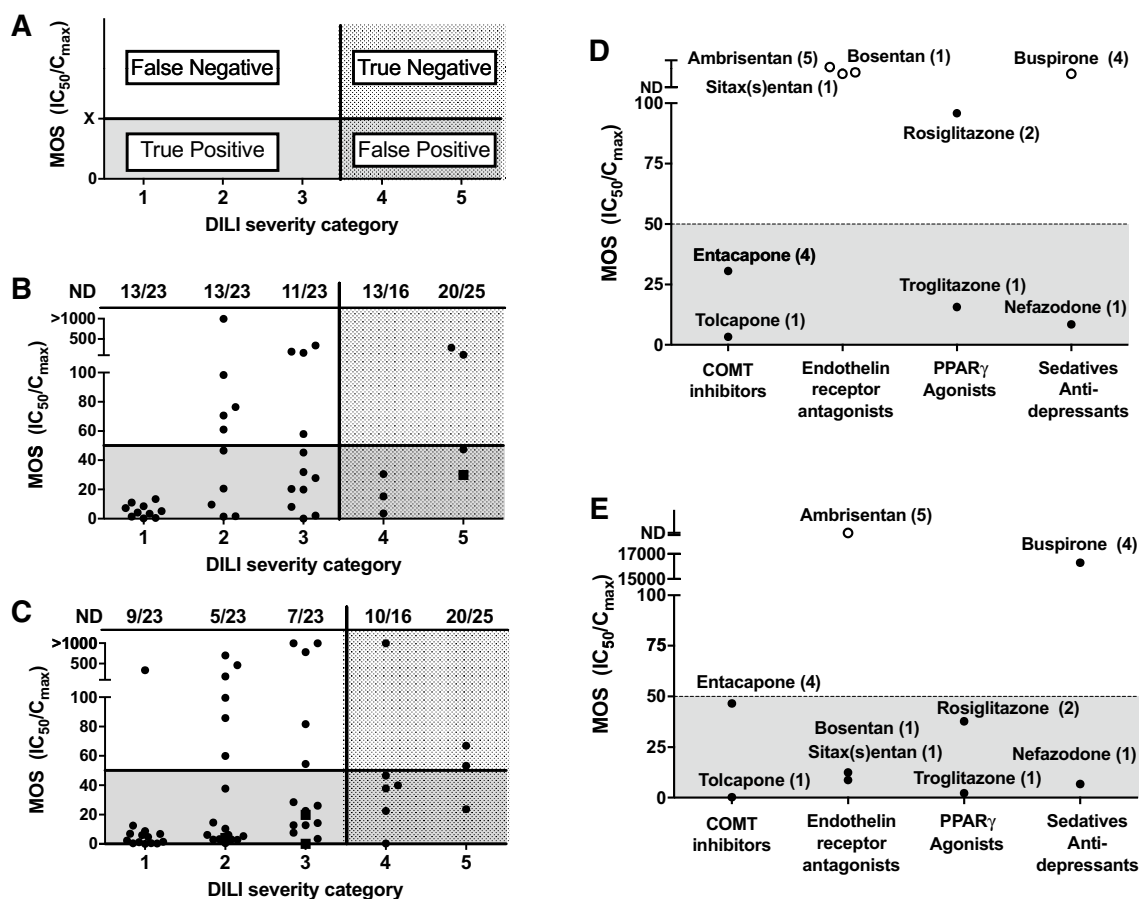 A
MOS (IC50/Cmax)
False Negative
True Negative
X
True Positive
False Positive
0
1 2 3 4 5
DILI severity category
B
ND 13/23 13/23 11/23 13/16 20/25
MOS (IC50/Cmax)
>1000
500
100
80
60
40
20
0
1 2 3 4 5
DILI severity category
C
ND 9/23 5/23 7/23 10/16 20/25
MOS (IC50/Cmax)
>1000
500
100
80
60
40
20
0
1 2 3 4 5
DILI severity category
D
MOS (IC50/Cmax)
Ambrisentan (5)
Bosentan (1)
Buspirone (4)
ND
Sitax(s)entan (1)
100
Rosiglitazone (2)
75
50
Entacapone (4)
25
Troglitazone (1)
Tolcapone (1)
Nefazodone (1)
0
COMT
inhibitors
Endothelin
receptor
antagonists
PPARγ
Agonists
Sedatives
Anti-
depressants
E
MOS (IC50/Cmax)
Ambrisentan (5)
ND
Buspirone (4)
17000
15000
100
75
Entacapone (4)
50
Rosiglitazone (2)
Bosentan (1)
Sitax(s)entan (1)
Nefazodone (1)
25
Tolcapone (1)
Troglitazone (1)
0
COMT
inhibitors
Endothelin
receptor
antagonists
PPARγ
Agonists
Sedatives
Anti-
depressants